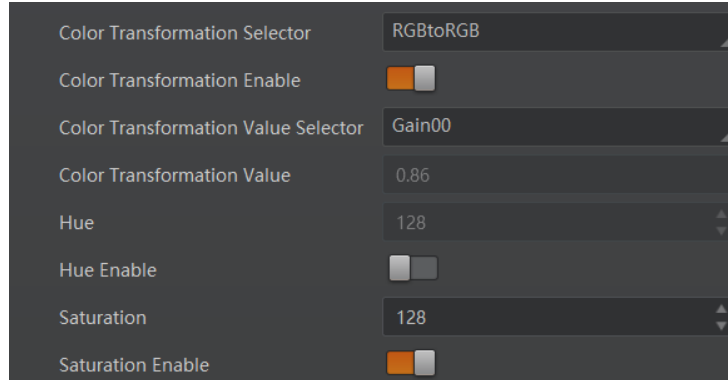 Color Transformation Selector RGBtoRGB
Color Transformation Enable
Color Transformation Value Selector Gain00
Color Transformation Value 0.86
Hue 128
Hue Enable
Saturation 128
Saturation Enable